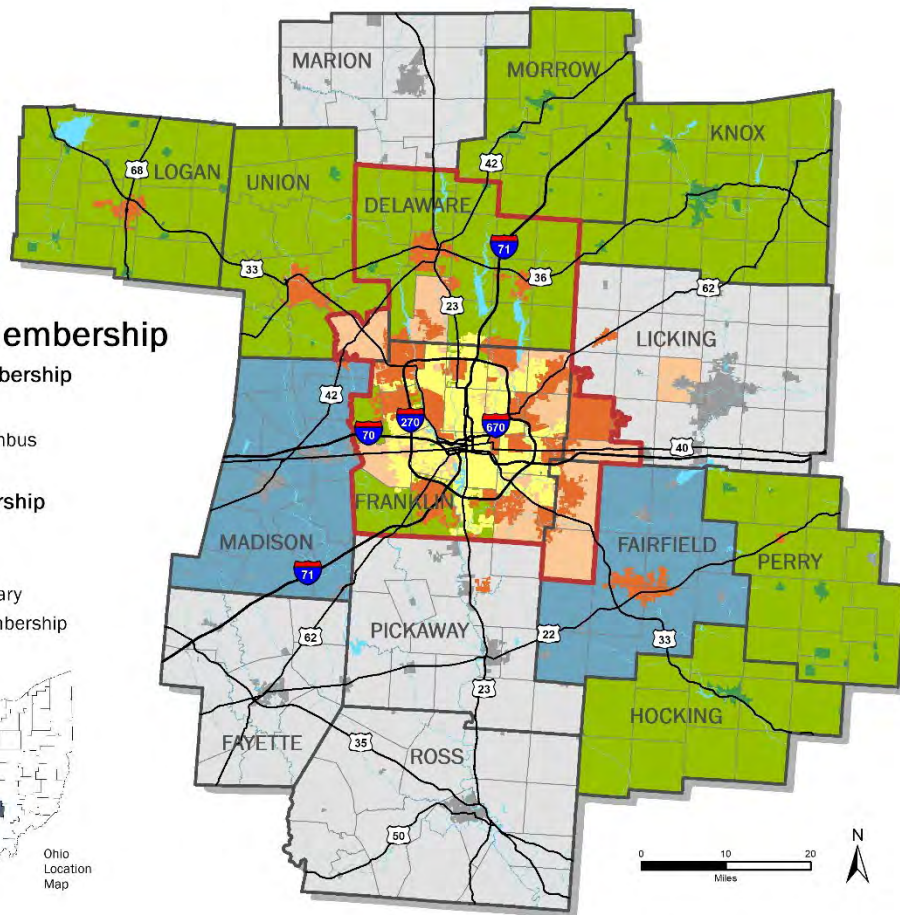 MARION
MORROW
KNOX
42
68
LOGAN
UNION
DELAWARE
71
33
36
62
23
embership
LICKING
bership
42
nbus
270
670
70
40
rship
FRANKLIN
MADISON
FAIRFIELD
PERRY
71
ary
mbership
62
PICKAWAY
22
33
23
HOCKING
FAYETTE
35
ROSS
50
N
0 10 20
Miles
Ohio
Location
Map